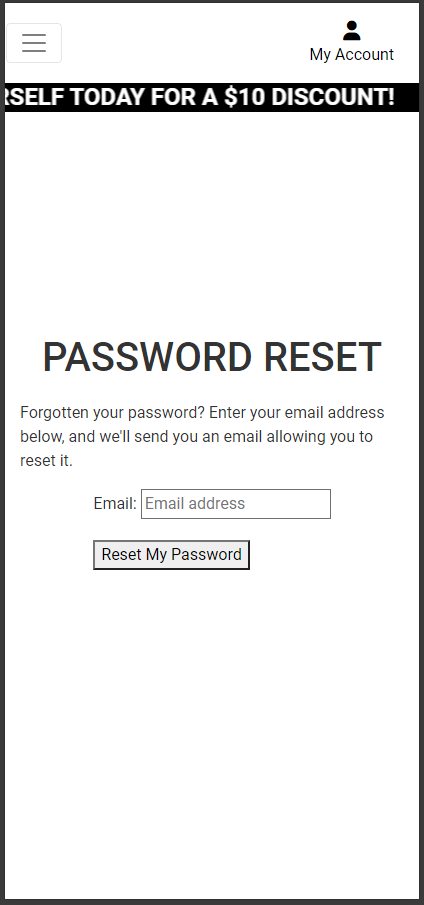 My Account
RSELF TODAY FOR A $10 DISCOUNT!
PASSWORD RESET
Forgotten your password? Enter your email address
below, and we'll send you an email allowing you to
reset it.
Email: Email address
Reset My Password